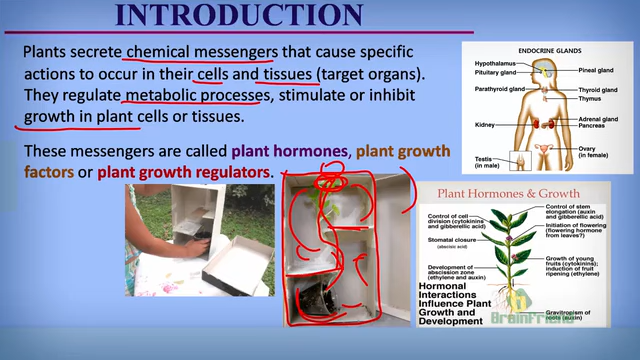 INTRODUCTION
Plants secrete chemical messengers that cause specific
actions to occur in their cells and tissues (target organs).
They regulate metabolic processes, stimulate or inhibit
growth in plant cells or tissues.
These messengers are called plant hormones, plant growth
factors or plant growth regulators.
ENDOCRINE GLANDS
Hypothalamus
Pituitary gland
Pineal gland
Parathyroid gland
Thyroid gland
Thymus
Kidney
Adrenal gland
Pancreas
Testis
(in male)
Ovary
(in female)
Plant Hormones & Growth
Control of cell
division (cytokinins
and gibberellic acid)
Stomatal closure
(abscisic acid)
Development of
abscission zone
(ethylene and auxin)
Hormonal
Interactions
Influence Plant
Growth and
Development
Control of stem
elongation (auxin
and gibberellic acid)
Initiation of flowering
(flowering hormone
from leaves?)
Growth of young
fruits (cytokinins);
induction of fruit
ripening (ethylene)
Gravitropism of
roots (auxin)
BrainFriend